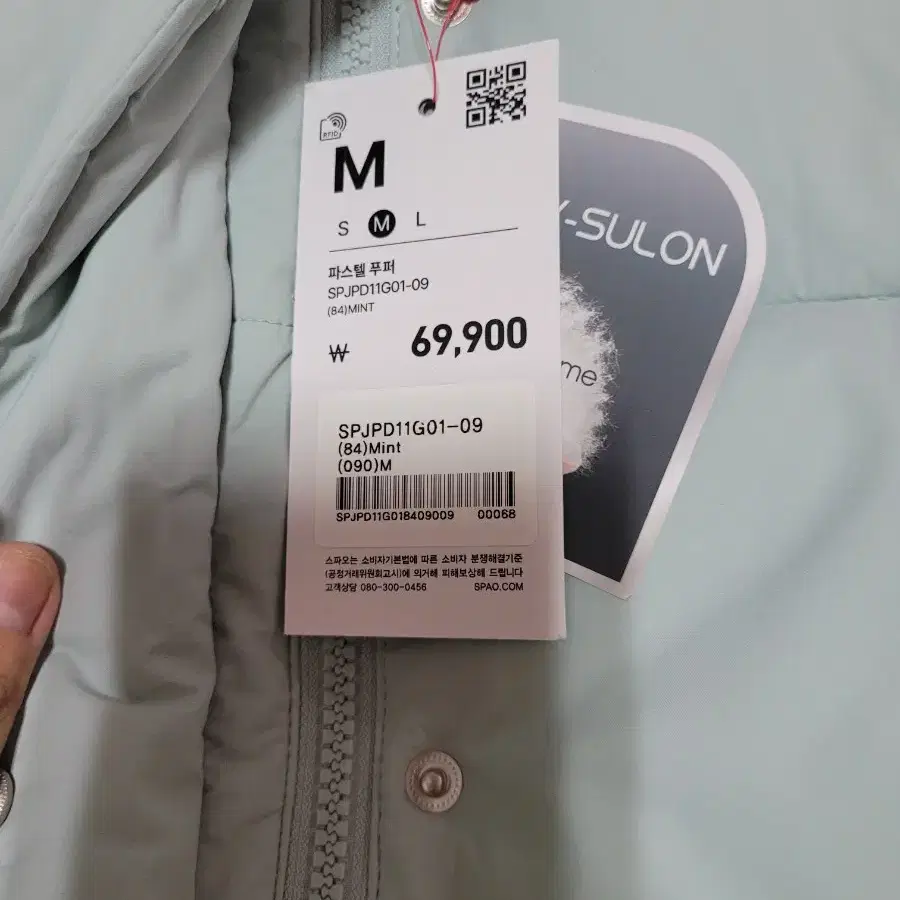 RFID
M
S M L
파스텔 푸퍼
SPJPD11G01-09
(84)MINT
₩ 69,900
SPJPD11G01-09
(84)Mint
(090)M
SPJPD11G018409009 00068
스파오는 소비자기본법에 따른 소비자 분쟁해결기준
(공정거래위원회고시)에 의거해 피해보상해 드립니다
고객상담 080-300-0456 SPAO.COM
-SULON
me